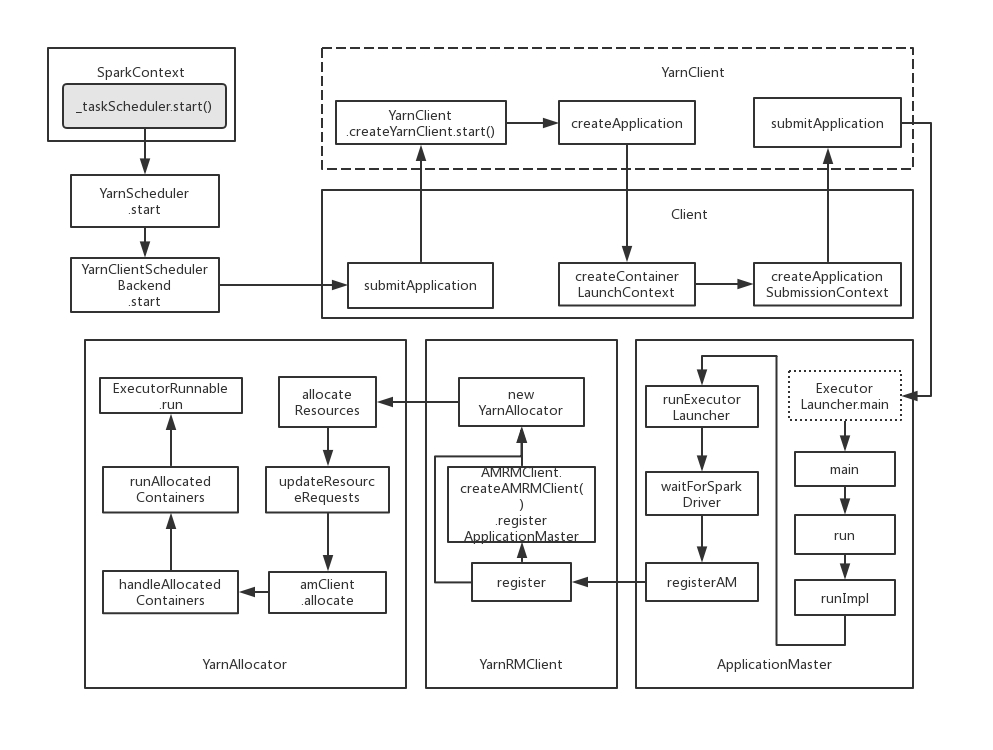 SparkContext
_taskScheduler.start()
YarnScheduler
.start
YarnClientScheduler
Backend
.start
YarnClient
YarnClient
.createYarnClient.start()
createApplication
submitApplication
Client
submitApplication
createContainer
LaunchContext
createApplication
SubmissionContext
ExecutorRunnable
.run
allocate
Resources
runAllocated
Containers
updateResourc
eRequests
handleAllocated
Containers
amClient
.allocate
YarnAllocator
new
YarnAllocator
AMRMClient.
createAMRMClient(
)
.register
ApplicationMaster
register
YarnRMClient
runExecutor
Launcher
Executor
Launcher.main
waitForSpark
Driver
main
run
registerAM
runImpl
ApplicationMaster